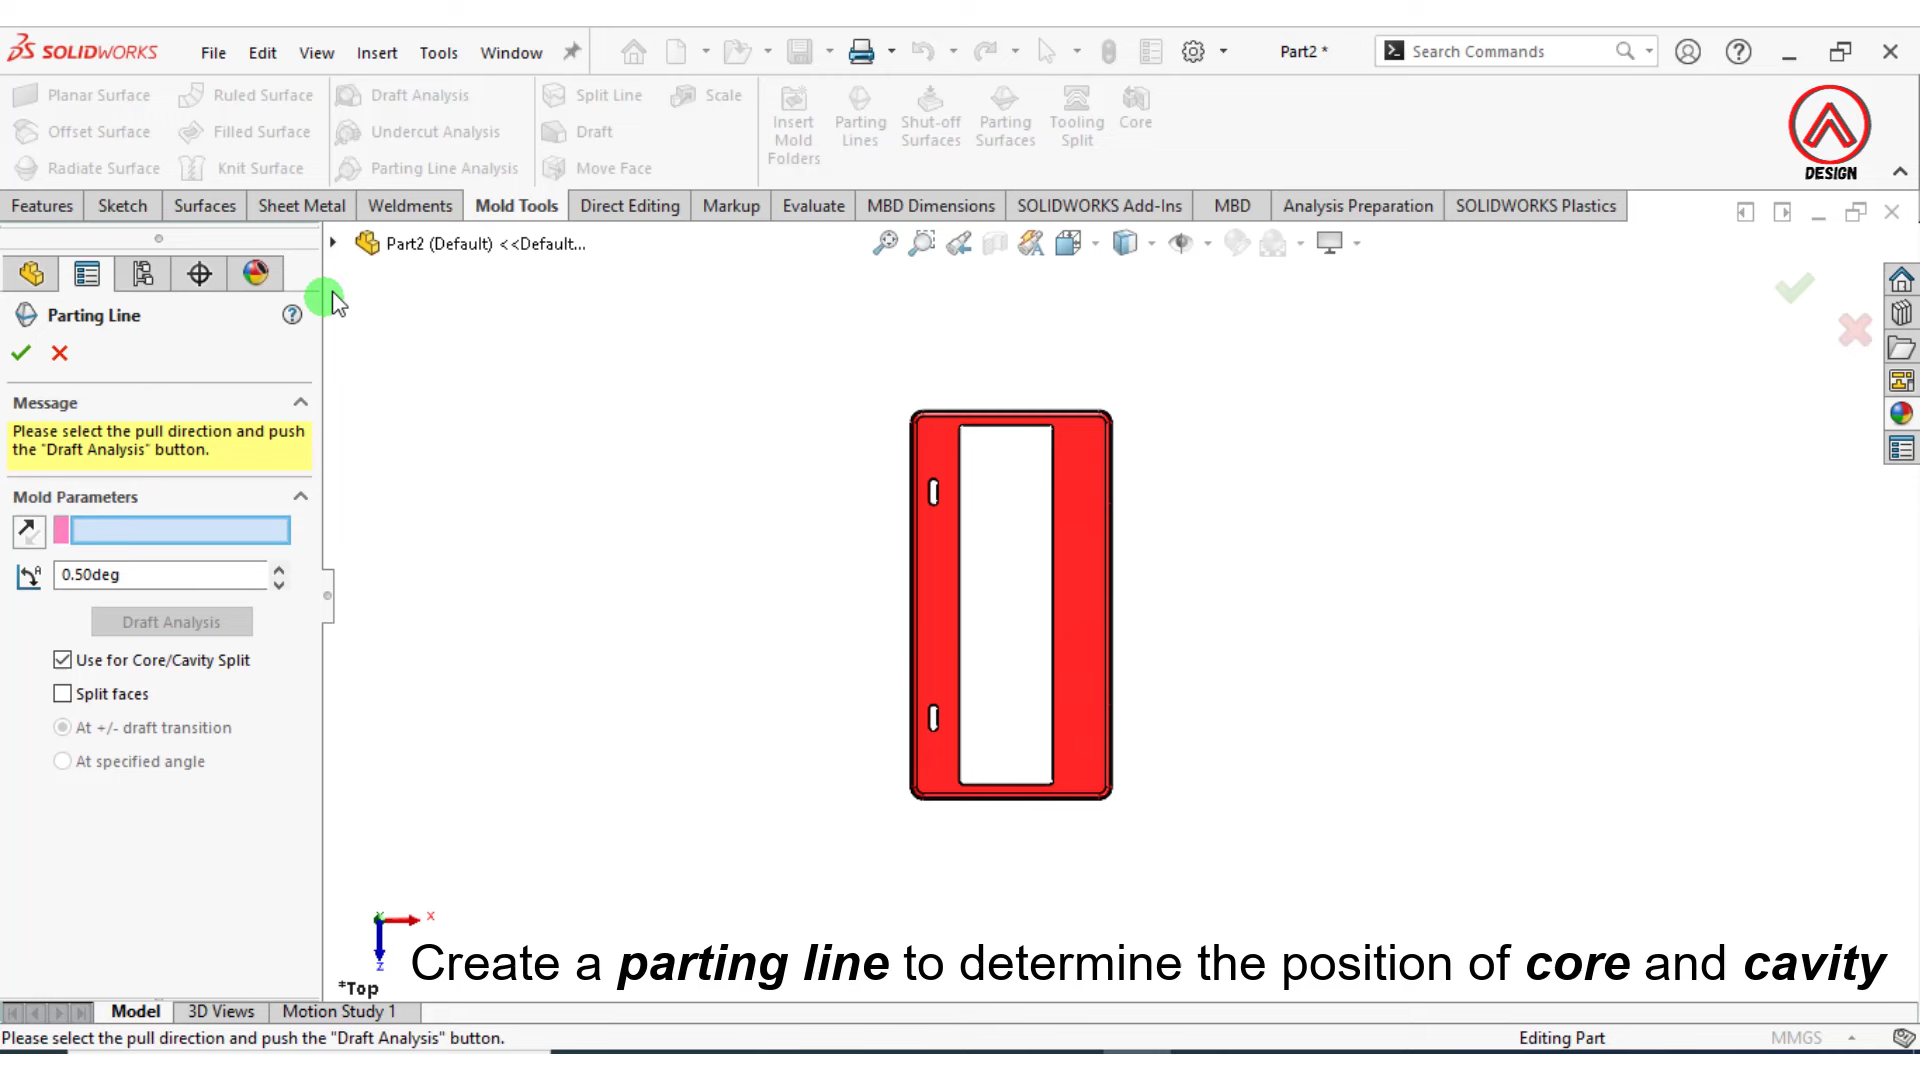 SOLIDWORKS File Edit View Insert Tools Window Part2 * Search Commands
Planar Surface Ruled Surface Draft Analysis Split Line Scale
Offset Surface Filled Surface Undercut Analysis Draft
Radiate Surface Knit Surface Parting Line Analysis Move Face
Insert Mold Folders
Parting Lines
Shut-off Surfaces
Parting Surfaces
Tooling Split
Core
DESIGN
Features Sketch Surfaces Sheet Metal Weldments Mold Tools Direct Editing Markup Evaluate MBD Dimensions SOLIDWORKS Add-Ins MBD Analysis Preparation SOLIDWORKS Plastics
Part2 (Default) <<Default...
Parting Line
Message
Please select the pull direction and push
the "Draft Analysis" button.
Mold Parameters
0.50deg
Draft Analysis
Use for Core/Cavity Split
Split faces
At +/- draft transition
At specified angle
Y
X
Z
Create a parting line to determine the position of core and cavity
*Top
Model 3D Views Motion Study 1
Please select the pull direction and push the "Draft Analysis" button. Editing Part MMGS